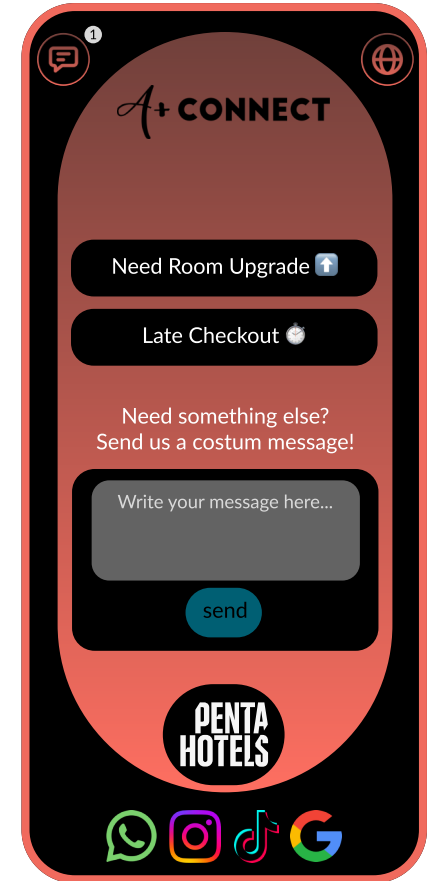 1
A+ CONNECT
Need Room Upgrade ⬆️
Late Checkout ⏱️
Need something else?
Send us a costum message!
Write your message here...
send
PENTA
HOTELS